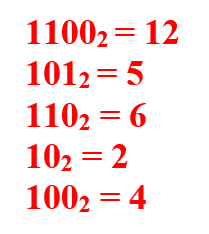 1100₂ = 12
101₂ = 5
110₂ = 6
10₂ = 2
100₂ = 4